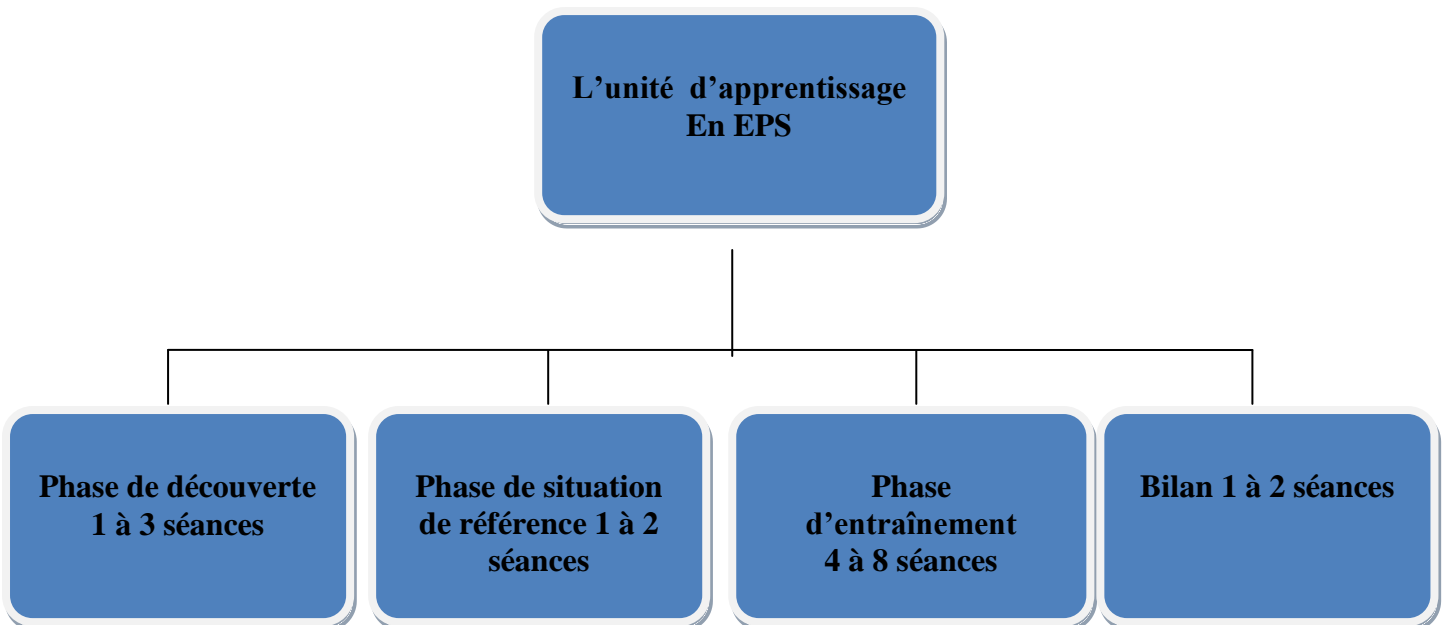 L’unité d’apprentissage
En EPS
Phase de découverte
1 à 3 séances
Phase de situation
de référence 1 à 2
séances
Phase
d’entraînement
4 à 8 séances
Bilan 1 à 2 séances